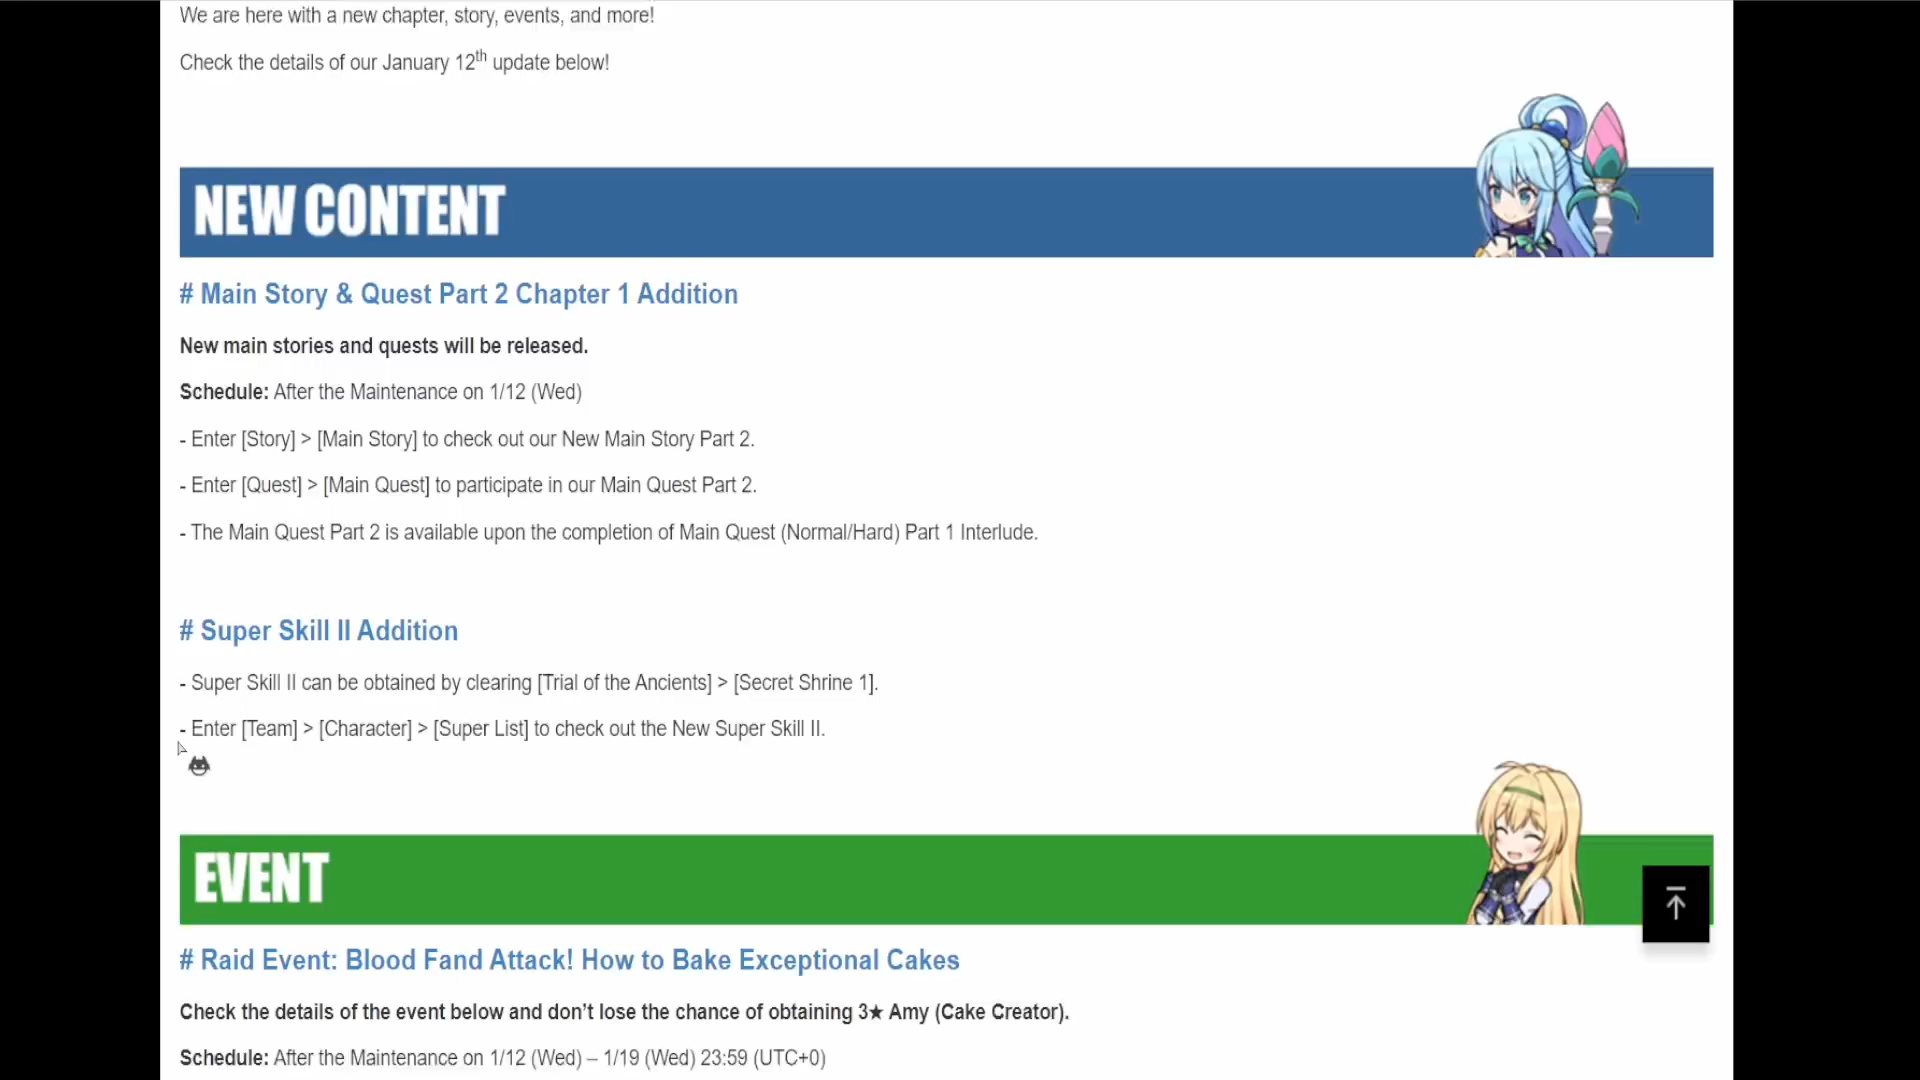 We are here with a new chapter, story, events, and more!
Check the details of our January 12th update below!
NEW CONTENT
# Main Story & Quest Part 2 Chapter 1 Addition
New main stories and quests will be released.
Schedule: After the Maintenance on 1/12 (Wed)
- Enter [Story] > [Main Story] to check out our New Main Story Part 2.
- Enter [Quest] > [Main Quest] to participate in our Main Quest Part 2.
- The Main Quest Part 2 is available upon the completion of Main Quest (Normal/Hard) Part 1 Interlude.
# Super Skill II Addition
- Super Skill II can be obtained by clearing [Trial of the Ancients] > [Secret Shrine 1].
- Enter [Team] > [Character] > [Super List] to check out the New Super Skill II.
EVENT
# Raid Event: Blood Fand Attack! How to Bake Exceptional Cakes
Check the details of the event below and don’t lose the chance of obtaining 3★ Amy (Cake Creator).
Schedule: After the Maintenance on 1/12 (Wed) – 1/19 (Wed) 23:59 (UTC+0)